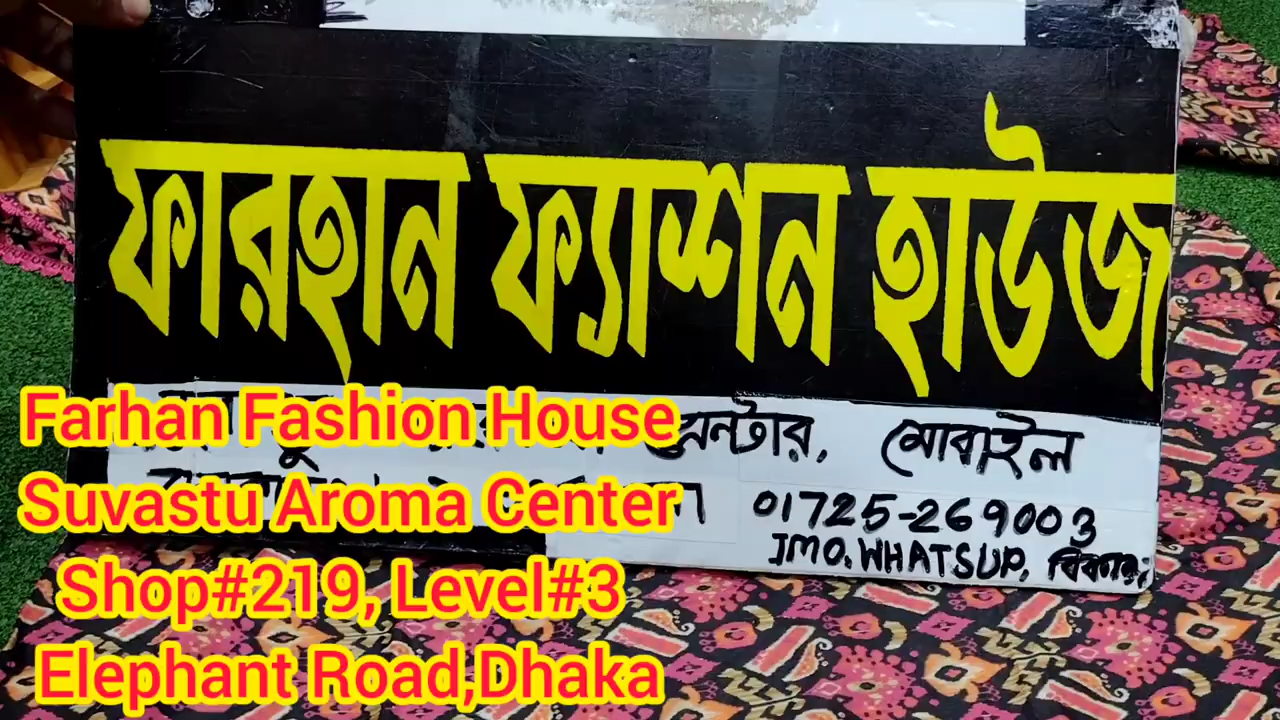 ফারহান ফ্যাশন হাউজ
সেন্টার, মোবাইল
01725-269003
IMO, WHATSUP, বিকাশ,
Farhan Fashion House
Suvastu Aroma Center
Shop#219, Level#3
Elephant Road,Dhaka